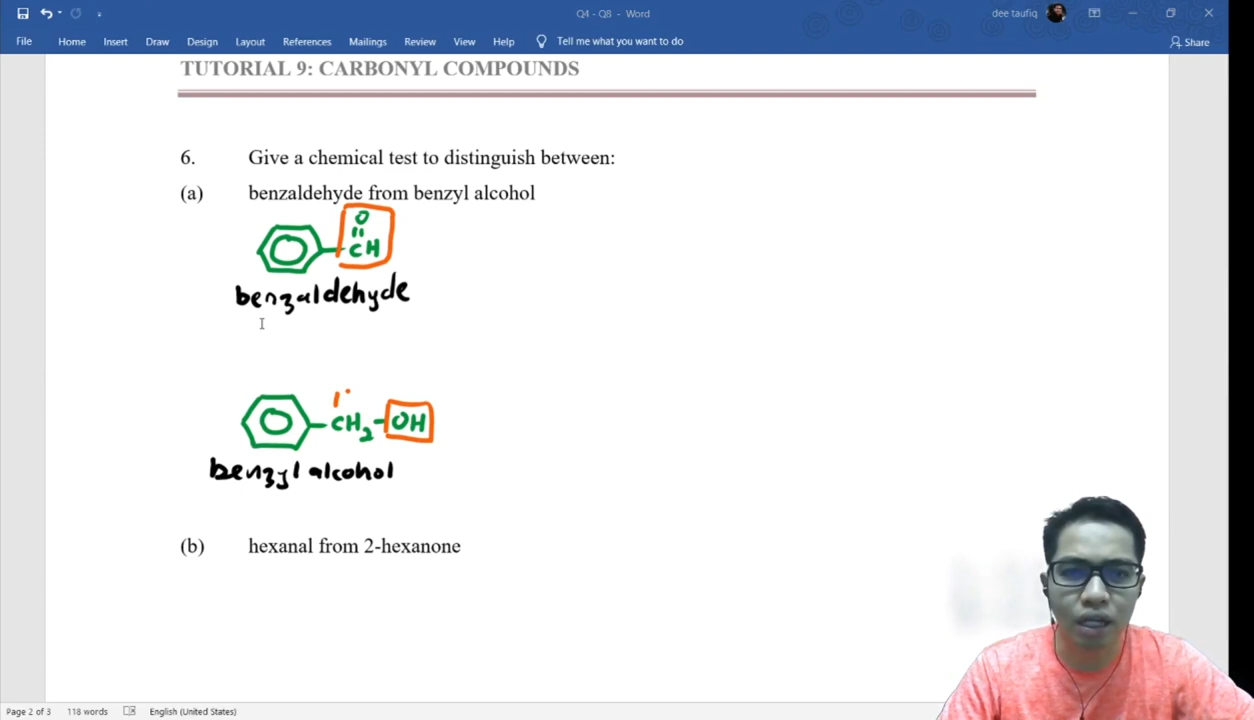 Q4 - Q8 - Word
dee taufiq
File Home Insert Draw Design Layout References Mailings Review View Help Tell me what you want to do Share
TUTORIAL 9: CARBONYL COMPOUNDS
6. Give a chemical test to distinguish between:
(a) benzaldehyde from benzyl alcohol
O
CH
benzaldehyde
1°
CH2-OH
benzyl alcohol
(b) hexanal from 2-hexanone
Page 2 of 3 118 words English (United States)